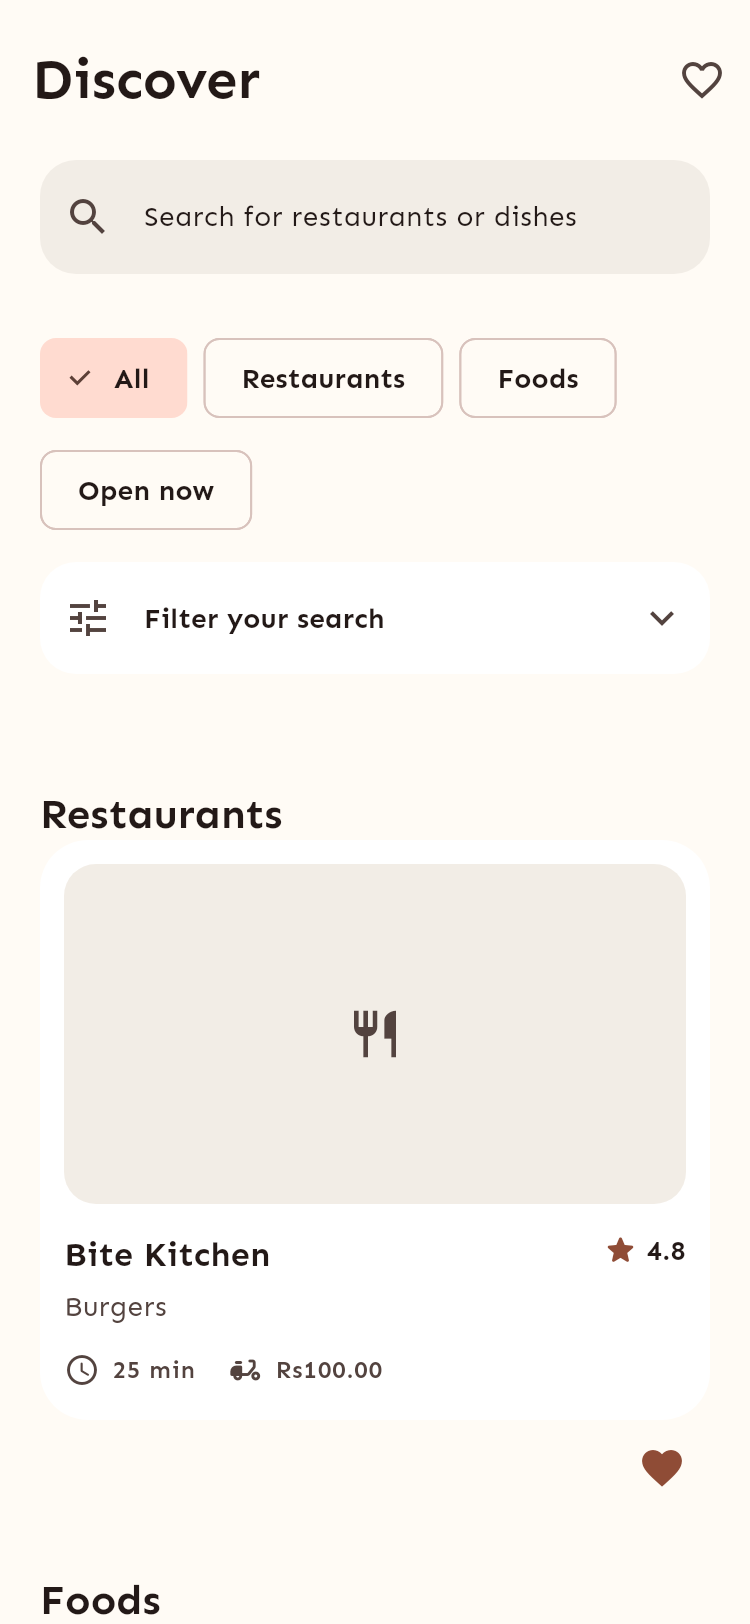 Discover
Search for restaurants or dishes
All
Restaurants
Foods
Open now
Filter your search
Restaurants
Bite Kitchen
4.8
Burgers
25 min
Rs100.00
Foods